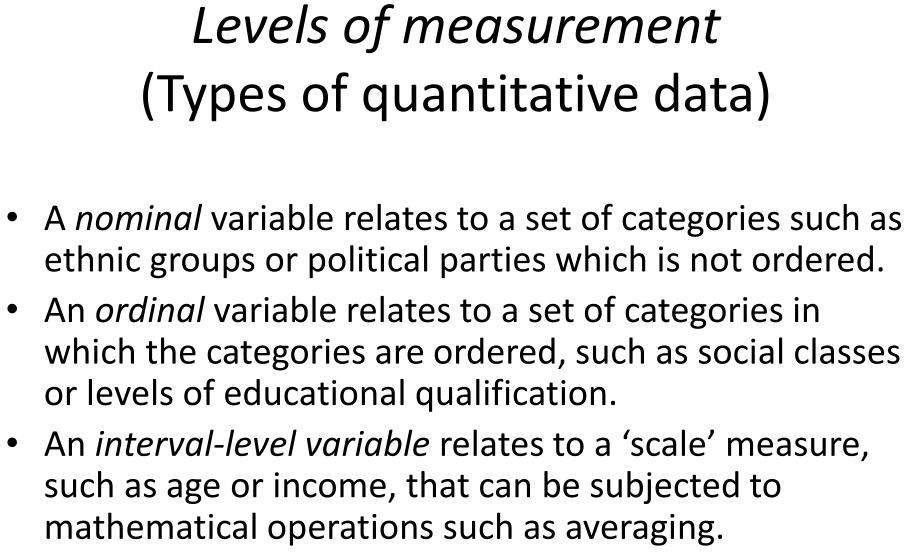 Levels of measurement
(Types of quantitative data)
• A nominal variable relates to a set of categories such as
ethnic groups or political parties which is not ordered.
• An ordinal variable relates to a set of categories in
which the categories are ordered, such as social classes
or levels of educational qualification.
• An interval-level variable relates to a ‘scale’ measure,
such as age or income, that can be subjected to
mathematical operations such as averaging.